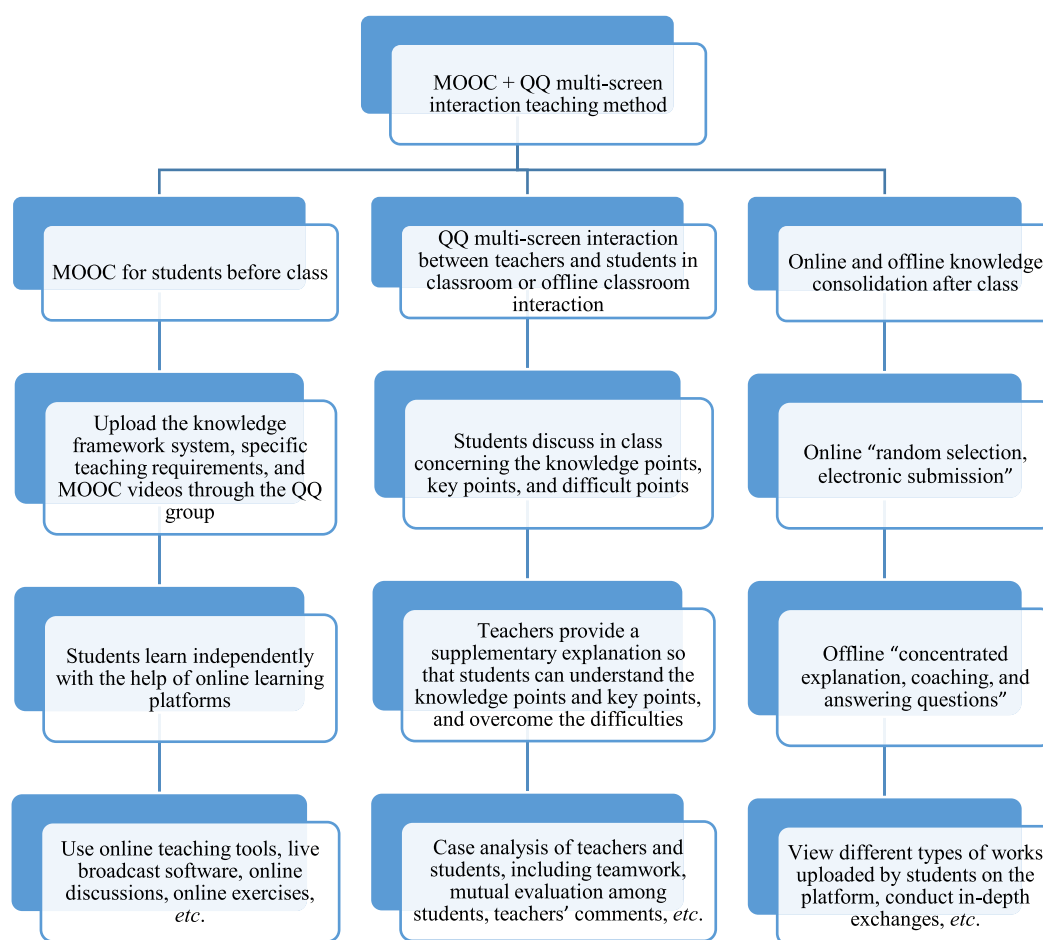 MOOC + QQ multi-screen
interaction teaching method
MOOC for students before class
QQ multi-screen interaction
between teachers and students in
classroom or offline classroom
interaction
Online and offline knowledge
consolidation after class
Upload the knowledge
framework system, specific
teaching requirements, and
MOOC videos through the QQ
group
Students discuss in class
concerning the knowledge points,
key points, and difficult points
Online “random selection,
electronic submission”
Students learn independently
with the help of online learning
platforms
Teachers provide a
supplementary explanation so
that students can understand the
knowledge points and key points,
and overcome the difficulties
Offline “concentrated
explanation, coaching, and
answering questions”
Use online teaching tools, live
broadcast software, online
discussions, online exercises,
etc.
Case analysis of teachers and
students, including teamwork,
mutual evaluation among
students, teachers’ comments, etc.
View different types of works
uploaded by students on the
platform, conduct in-depth
exchanges, etc.